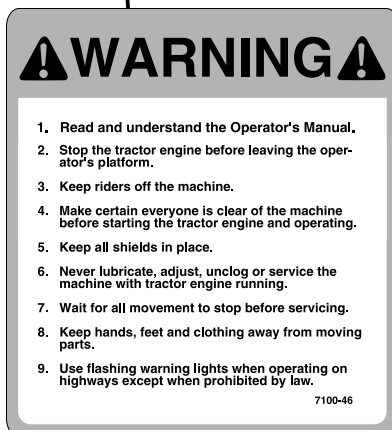 WARNING
1. Read and understand the Operator's Manual.
2. Stop the tractor engine before leaving the oper-
ator's platform.
3. Keep riders off the machine.
4. Make certain everyone is clear of the machine
before starting the tractor engine and operating.
5. Keep all shields in place.
6. Never lubricate, adjust, unclog or service the
machine with tractor engine running.
7. Wait for all movement to stop before servicing.
8. Keep hands, feet and clothing away from moving
parts.
9. Use flashing warning lights when operating on
highways except when prohibited by law.
7100-46